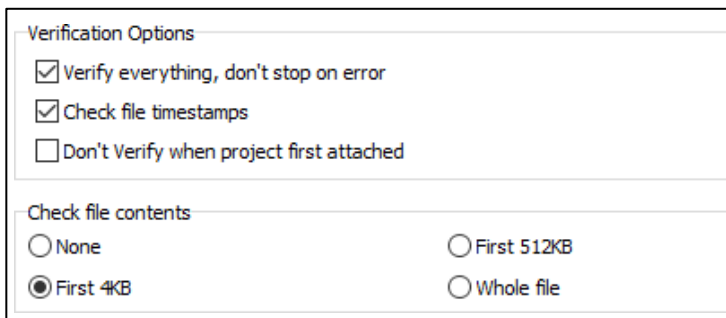 Verification Options
Verify everything, don't stop on error
Check file timestamps
Don't Verify when project first attached
Check file contents
None
First 512KB
First 4KB
Whole file